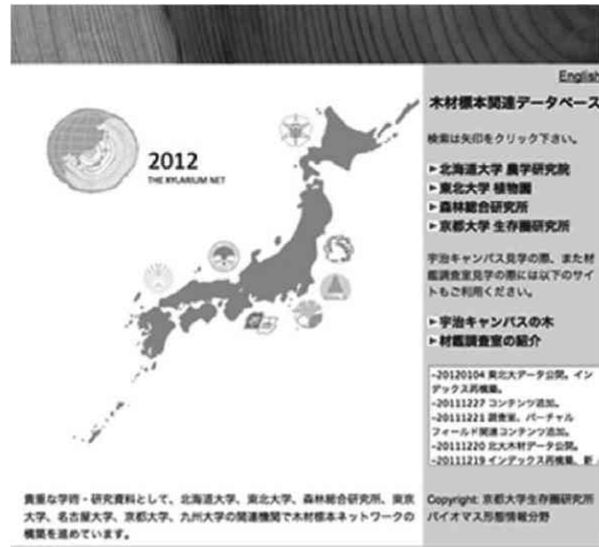 English
木材標本関連データベース
2012
THE XYLARIUM NET
検索は矢印をクリック下さい。
北海道大学 農学研究院
東北大学 植物園
森林総合研究所
京都大学 生存圏研究所
宇治キャンパス見学の際、また材
鑑調査室見学の際には以下のサイ
トもご利用ください。
宇治キャンパスの木
材鑑調査室の紹介
-20120104 東北大データ公開。イン
デックス再構築。
-20111227 コンテンツ追加。
-20111221 調査室、バーチャル
フィールド関連コンテンツ追加。
-20111220 北大木材データ公開。
-20111219 インデックス再構築、新
貴重な学術・研究資料として、北海道大学、東北大学、森林総合研究所、東京
大学、名古屋大学、京都大学、九州大学の関連機関で木材標本ネットワークの
構築を進めています。
Copyright: 京都大学生存圏研究所
バイオマス形態情報分野